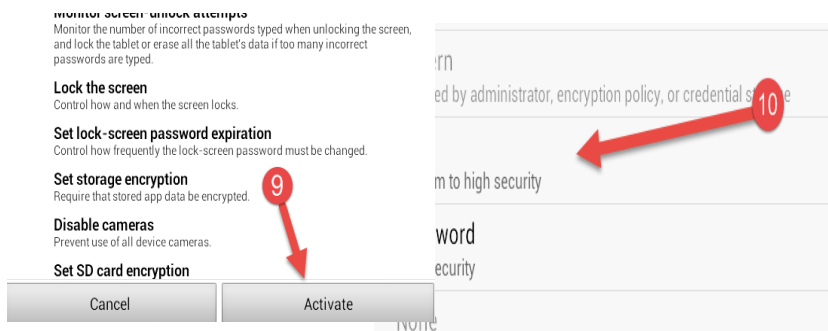 Monitor screen-unlock attempts
Monitor the number of incorrect passwords typed when unlocking the screen,
and lock the tablet or erase all the tablet's data if too many incorrect
passwords are typed.
Lock the screen
Control how and when the screen locks.
Set lock-screen password expiration
Control how frequently the lock-screen password must be changed.
Set storage encryption
Require that stored app data be encrypted.
9
Disable cameras
Prevent use of all device cameras.
Set SD card encryption
Cancel
Activate
rn
ed by administrator, encryption policy, or credential
10
m to high security
word
ecurity
None